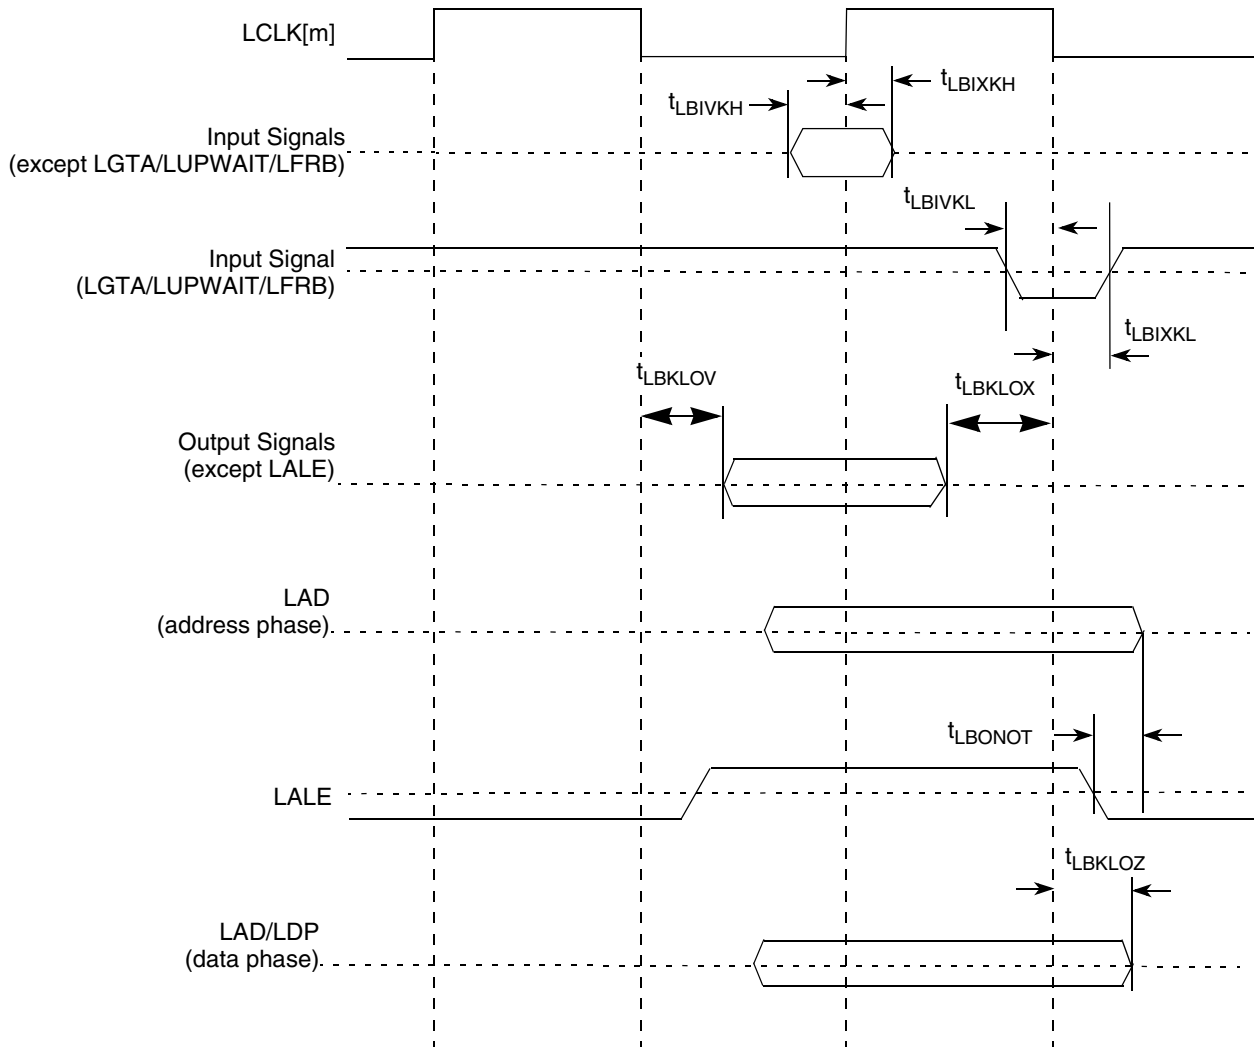 LCLK[m]
tLBIXKH
tLBIVKH
Input Signals
(except LGTA/LUPWAIT/LFRB)
tLBIVKL
Input Signal
(LGTA/LUPWAIT/LFRB)
tLBIXKL
tLBKLOV
tLBKLOX
Output Signals
(except LALE)
LAD
(address phase)
tLBONOT
LALE
tLBKLOZ
LAD/LDP
(data phase)